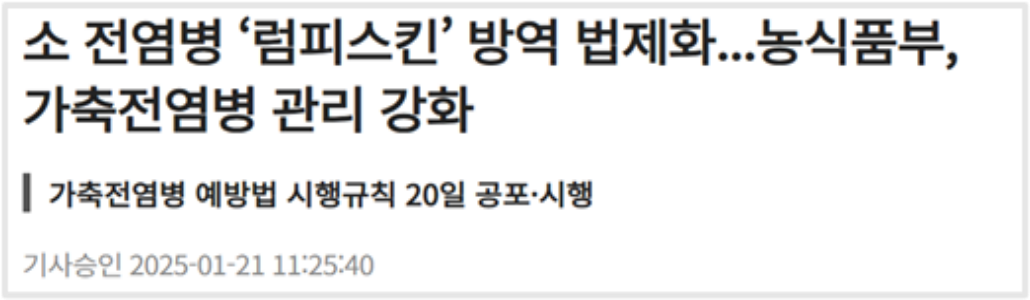 소 전염병 ‘럼피스킨’ 방역 법제화...농식품부,
가축전염병 관리 강화
가축전염병 예방법 시행규칙 20일 공포·시행
기사승인 2025-01-21 11:25:40